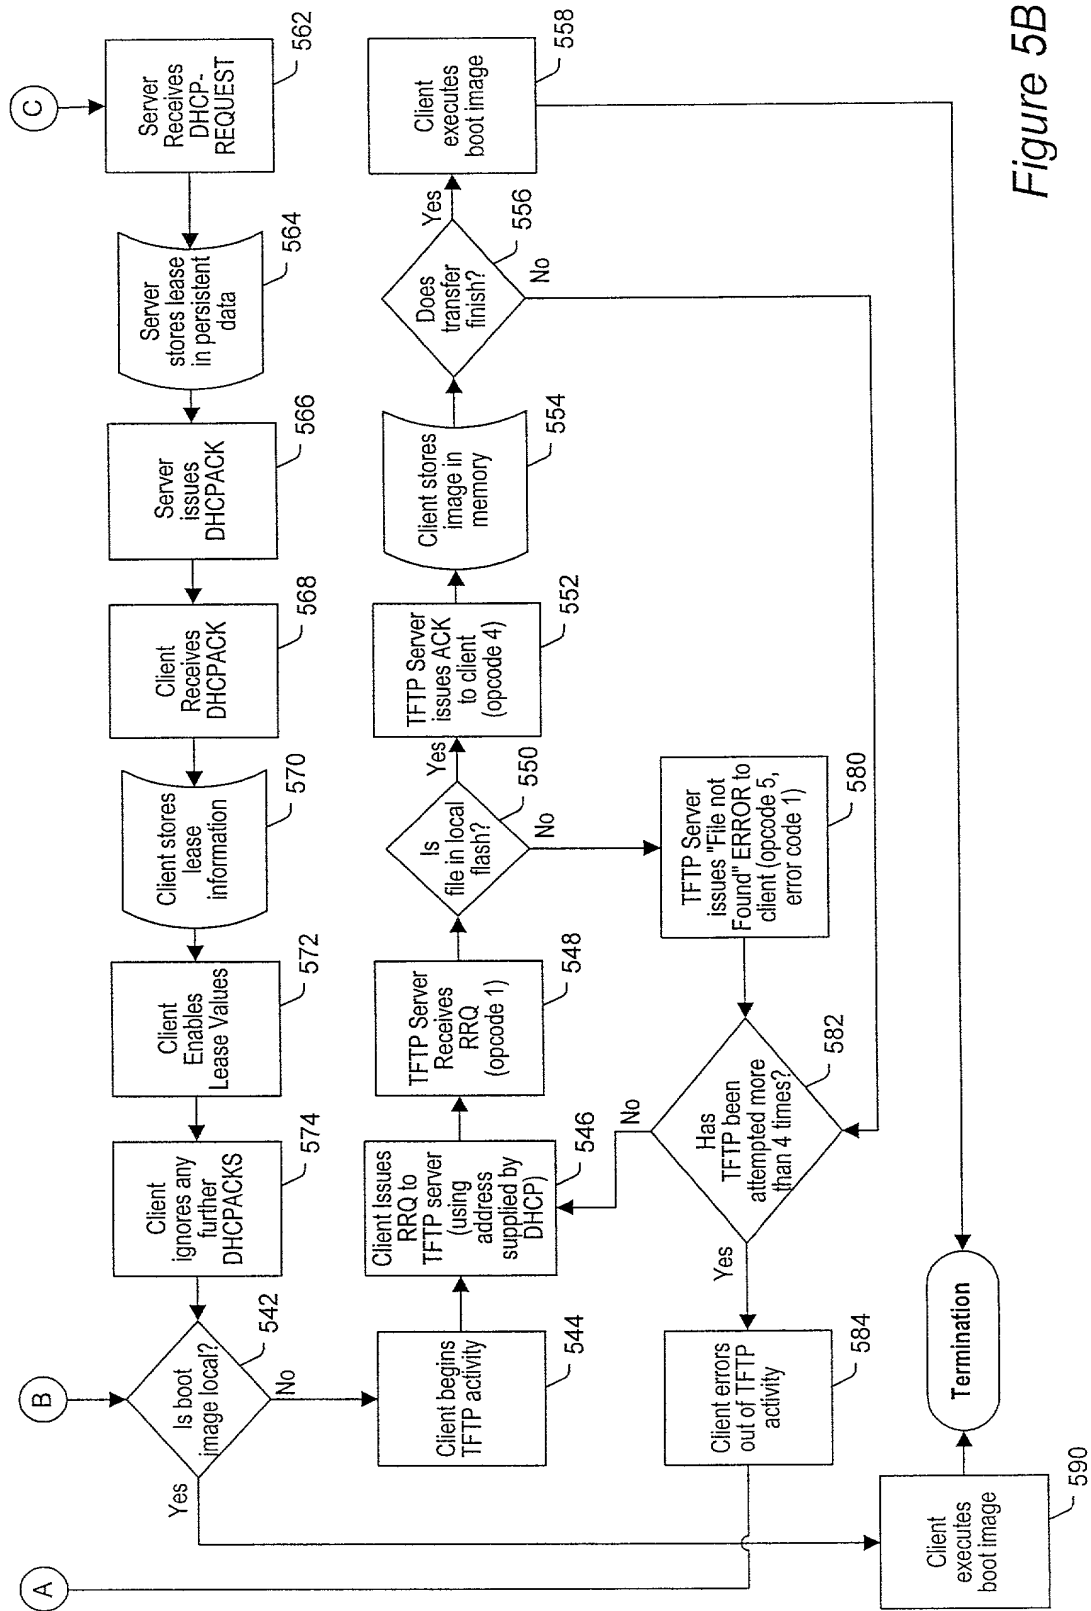 C
Server
Receives
DHCP-
REQUEST
562
Server
stores lease
in persistent
data
564
Server
issues
DHCPACK
566
Client
Receives
DHCPACK
568
Client stores
lease
information
570
Client
Enables
Lease Values
572
Client
ignores any
further
DHCPACKS
574
B
Is boot
image local?
542
Yes
No
A
Client begins
TFTP activity
544
Client Issues
RRQ to
TFTP server
(using
address
supplied by
DHCP)
546
TFTP Server
Receives
RRQ
(opcode 1)
548
Is
file in local
flash?
550
Yes
No
TFTP Server
issues ACK
to client
(opcode 4)
552
Client stores
image in
memory
554
Does
transfer
finish?
556
Yes
No
Client
executes
boot image
558
TFTP Server
issues "File not
Found" ERROR to
client (opcode 5,
error code 1)
580
Has
TFTP been
attempted more
than 4 times?
582
No
Yes
Client errors
out of TFTP
activity
584
Client
executes
boot image
590
Termination
Figure 5B